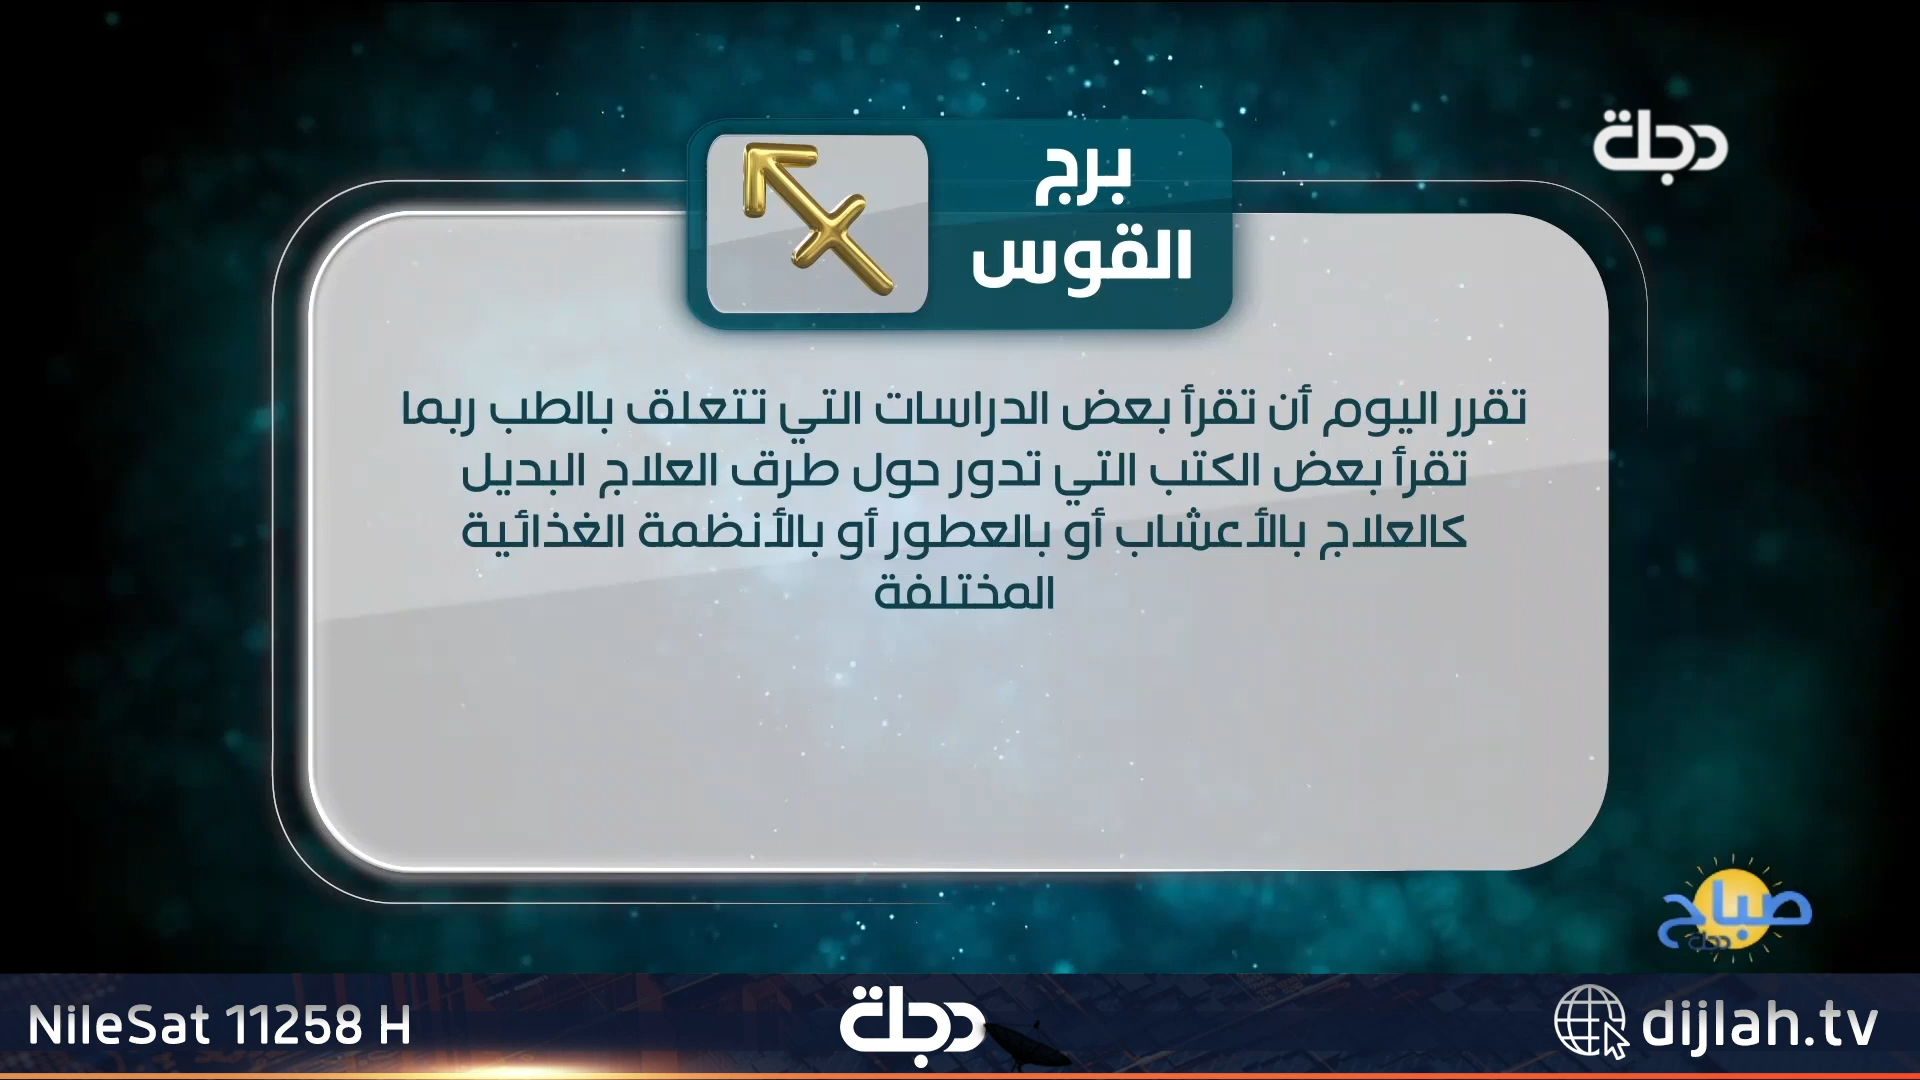 دجلة
برج
القوس
تقرر اليوم أن تقرأ بعض الدراسات التي تتعلق بالطب ربما
تقرأ بعض الكتب التي تدور حول طرق العلاج البديل
كالعلاج بالأعشاب أو بالعطور أو بالأنظمة الغذائية
المختلفة
صباح
دجلة
NileSat 11258 H
دجلة
dijlah.tv